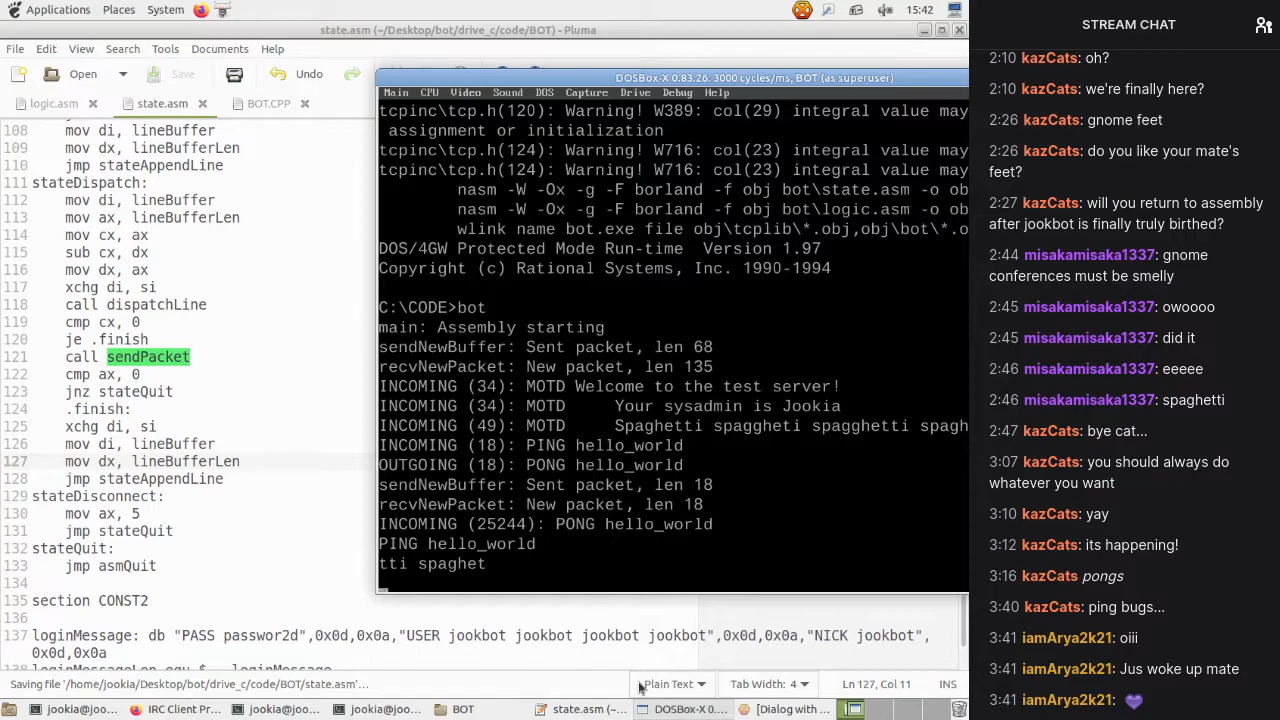 Applications Places System 15:42
state.asm (~/Desktop/bot/drive_c/code/BOT) - Pluma
File Edit View Search Tools Documents Help
Open Save Undo
logic.asm state.asm BOT.CPP
108 mov di, lineBuffer
109 mov dx, lineBufferLen
110 jmp stateAppendLine
111 stateDispatch:
112 mov di, lineBuffer
113 mov ax, lineBufferLen
114 mov cx, ax
115 sub cx, dx
116 mov dx, ax
117 xchg di, si
118 call dispatchLine
119 cmp cx, 0
120 je .finish
121 call sendPacket
122 cmp ax, 0
123 jnz stateQuit
124 .finish:
125 xchg di, si
126 mov di, lineBuffer
127 mov dx, lineBufferLen
128 jmp stateAppendLine
129 stateDisconnect:
130 mov ax, 5
131 jmp stateQuit
132 stateQuit:
133 jmp asmQuit
134
135 section CONST2
136
137 loginMessage: db "PASS passwor2d",0x0d,0x0a,"USER jookbot jookbot jookbot jookbot",0x0d,0x0a,"NICK jookbot",
0x0d,0x0a
138 loginMessageLen equ $ - loginMessage
Saving file '/home/jookia/Desktop/bot/drive_c/code/BOT/state.asm'... Plain Text Tab Width: 4 Ln 127, Col 11 INS
DOSBox-X 0.83.26: 3000 cycles/ms, BOT (as superuser)
Main CPU Video Sound DOS Capture Drive Debug Help
tcpinc\tcp.h(120): Warning! W389: col(29) integral value may
assignment or initialization
tcpinc\tcp.h(124): Warning! W716: col(23) integral value may
tcpinc\tcp.h(124): Warning! W716: col(23) integral value may
nasm -W -Ox -g -F borland -f obj bot\state.asm -o ob
nasm -W -Ox -g -F borland -f obj bot\logic.asm -o ob
wlink name bot.exe file obj\tcplib\*.obj,obj\bot\*.o
DOS/4GW Protected Mode Run-time Version 1.97
Copyright (c) Rational Systems, Inc. 1990-1994
C:\CODE>bot
main: Assembly starting
sendNewBuffer: Sent packet, len 68
recvNewPacket: New packet, len 135
INCOMING (34): MOTD Welcome to the test server!
INCOMING (34): MOTD Your sysadmin is Jookia
INCOMING (49): MOTD Spaghetti spaggheti spagghetti spagh
INCOMING (18): PING hello_world
OUTGOING (18): PONG hello_world
sendNewBuffer: Sent packet, len 18
recvNewPacket: New packet, len 18
INCOMING (25244): PONG hello_world
PING hello_world
tti spaghet
jookia@joo... IRC Client Pr... jookia@joo... jookia@joo... BOT state.asm (~... DOSBox-X 0... [Dialog with ...
STREAM CHAT
2:10 kazCats: oh?
2:10 kazCats: we're finally here?
2:26 kazCats: gnome feet
2:26 kazCats: do you like your mate's
feet?
2:27 kazCats: will you return to assembly
after jookbot is finally truly birthed?
2:44 misakamisaka1337: gnome
conferences must be smelly
2:45 misakamisaka1337: owoooo
2:45 misakamisaka1337: did it
2:46 misakamisaka1337: eeeee
2:46 misakamisaka1337: spaghetti
2:47 kazCats: bye cat...
3:07 kazCats: you should always do
whatever you want
3:10 kazCats: yay
3:12 kazCats: its happening!
3:16 kazCats pongs
3:40 kazCats: ping bugs...
3:41 iamArya2k21: oiii
3:41 iamArya2k21: Jus woke up mate
3:41 iamArya2k21: 💜